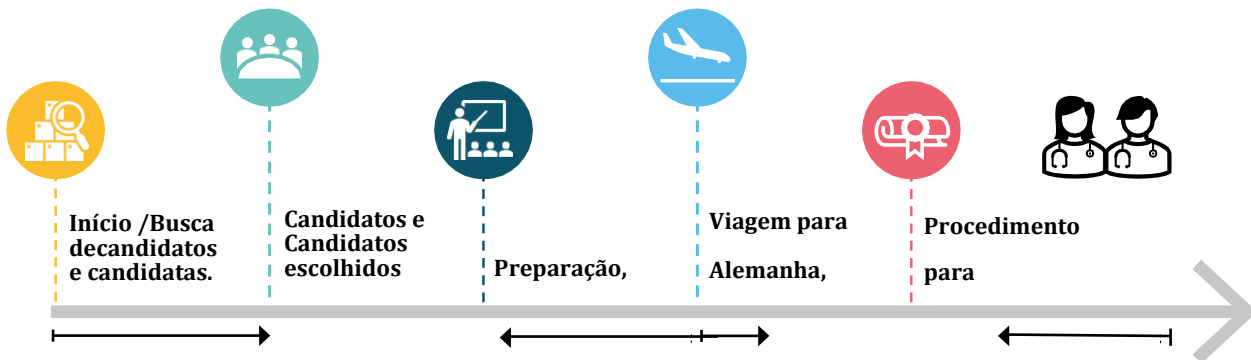 Início /Busca
decandidatos
e candidatas.
Candidatos e
Candidatos
escolhidos
Preparação,
Viagem para
Alemanha,
Procedimento
para